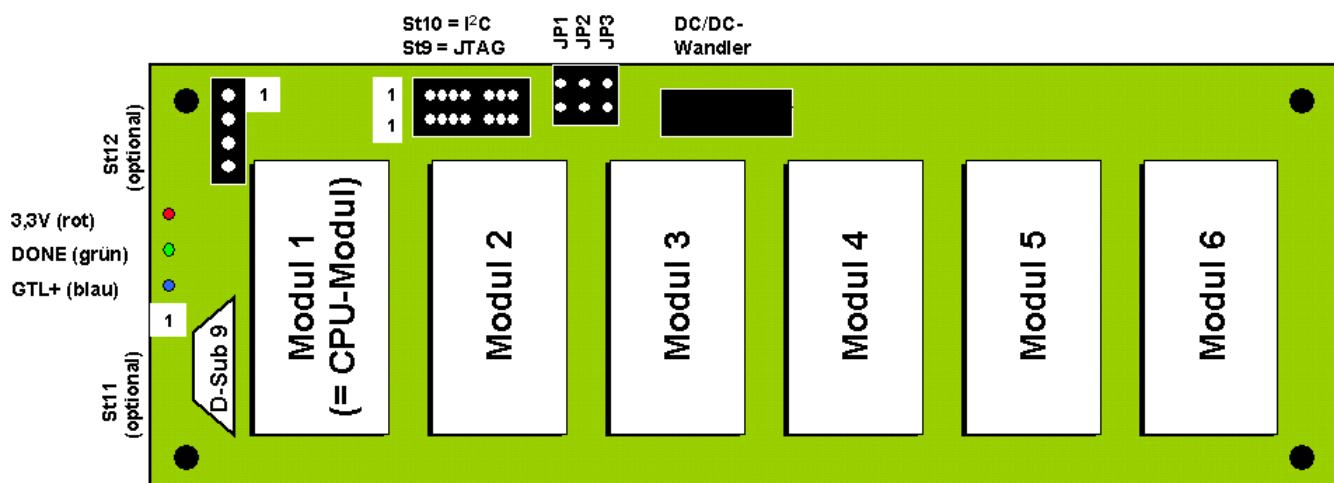 St10 = I²C
St9 = JTAG
JP1
JP2
JP3
DC/DC-
Wandler
1
1
1
St12
(optional)
3,3V (rot)
DONE (grün)
GTL+ (blau)
1
St11
(optional)
D-Sub 9
Modul 1
(= CPU-Modul)
Modul 2
Modul 3
Modul 4
Modul 5
Modul 6